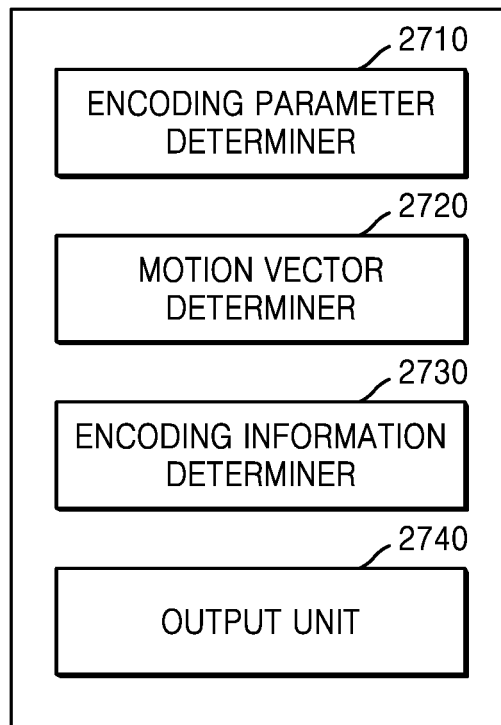 2710
ENCODING PARAMETER
DETERMINER
2720
MOTION VECTOR
DETERMINER
2730
ENCODING INFORMATION
DETERMINER
2740
OUTPUT UNIT